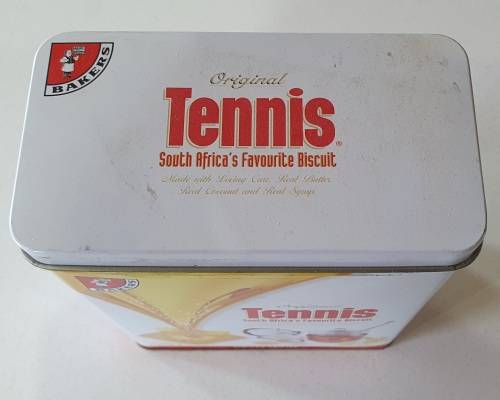 BAKERS
Original
Tennis®
South Africa's Favourite Biscuit
Made with Loving Care, Real Butter,
Real Coconut and Real Syrup.
Tennis
South Africa's Favourite Biscuit